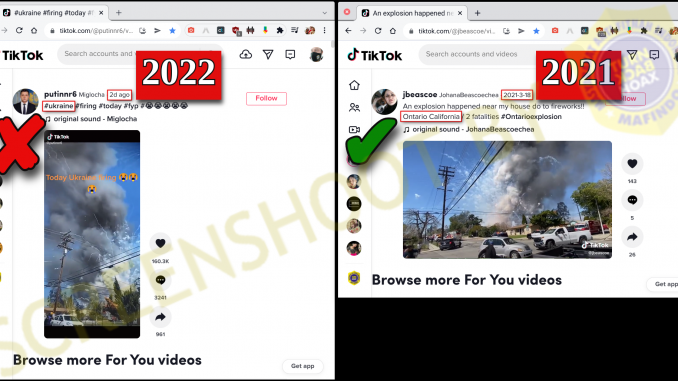 #ukraine #firing #today #f
tiktok.com/@putinnr6/v
TikTok
Search accounts and videos
2022
putinnr6 Miglocha 2d ago
Follow
#ukraine #firing #today #fyp #😭😭😭😭😭
♫ original sound - Miglocha
TikTok
Today Ukraine firing 😭😭
😭
160.3K
3241
961
Browse more For You videos
Get app
An explosion happened ne
tiktok.com/@jbeascoe/vi
TikTok
Search accounts and videos
2021
jbeascoe JohanaBeascoechea 2021-3-18
Follow
An explosion happened near my house do to fireworks!!
Ontario California / 2 fatalities #Ontarioexplosion
♫ original sound - JohanaBeascoechea
TikTok
@jbeascoe
143
5
26
Browse more For You videos
Get app
SCREENSHOOT
MAFINDO
HOAX